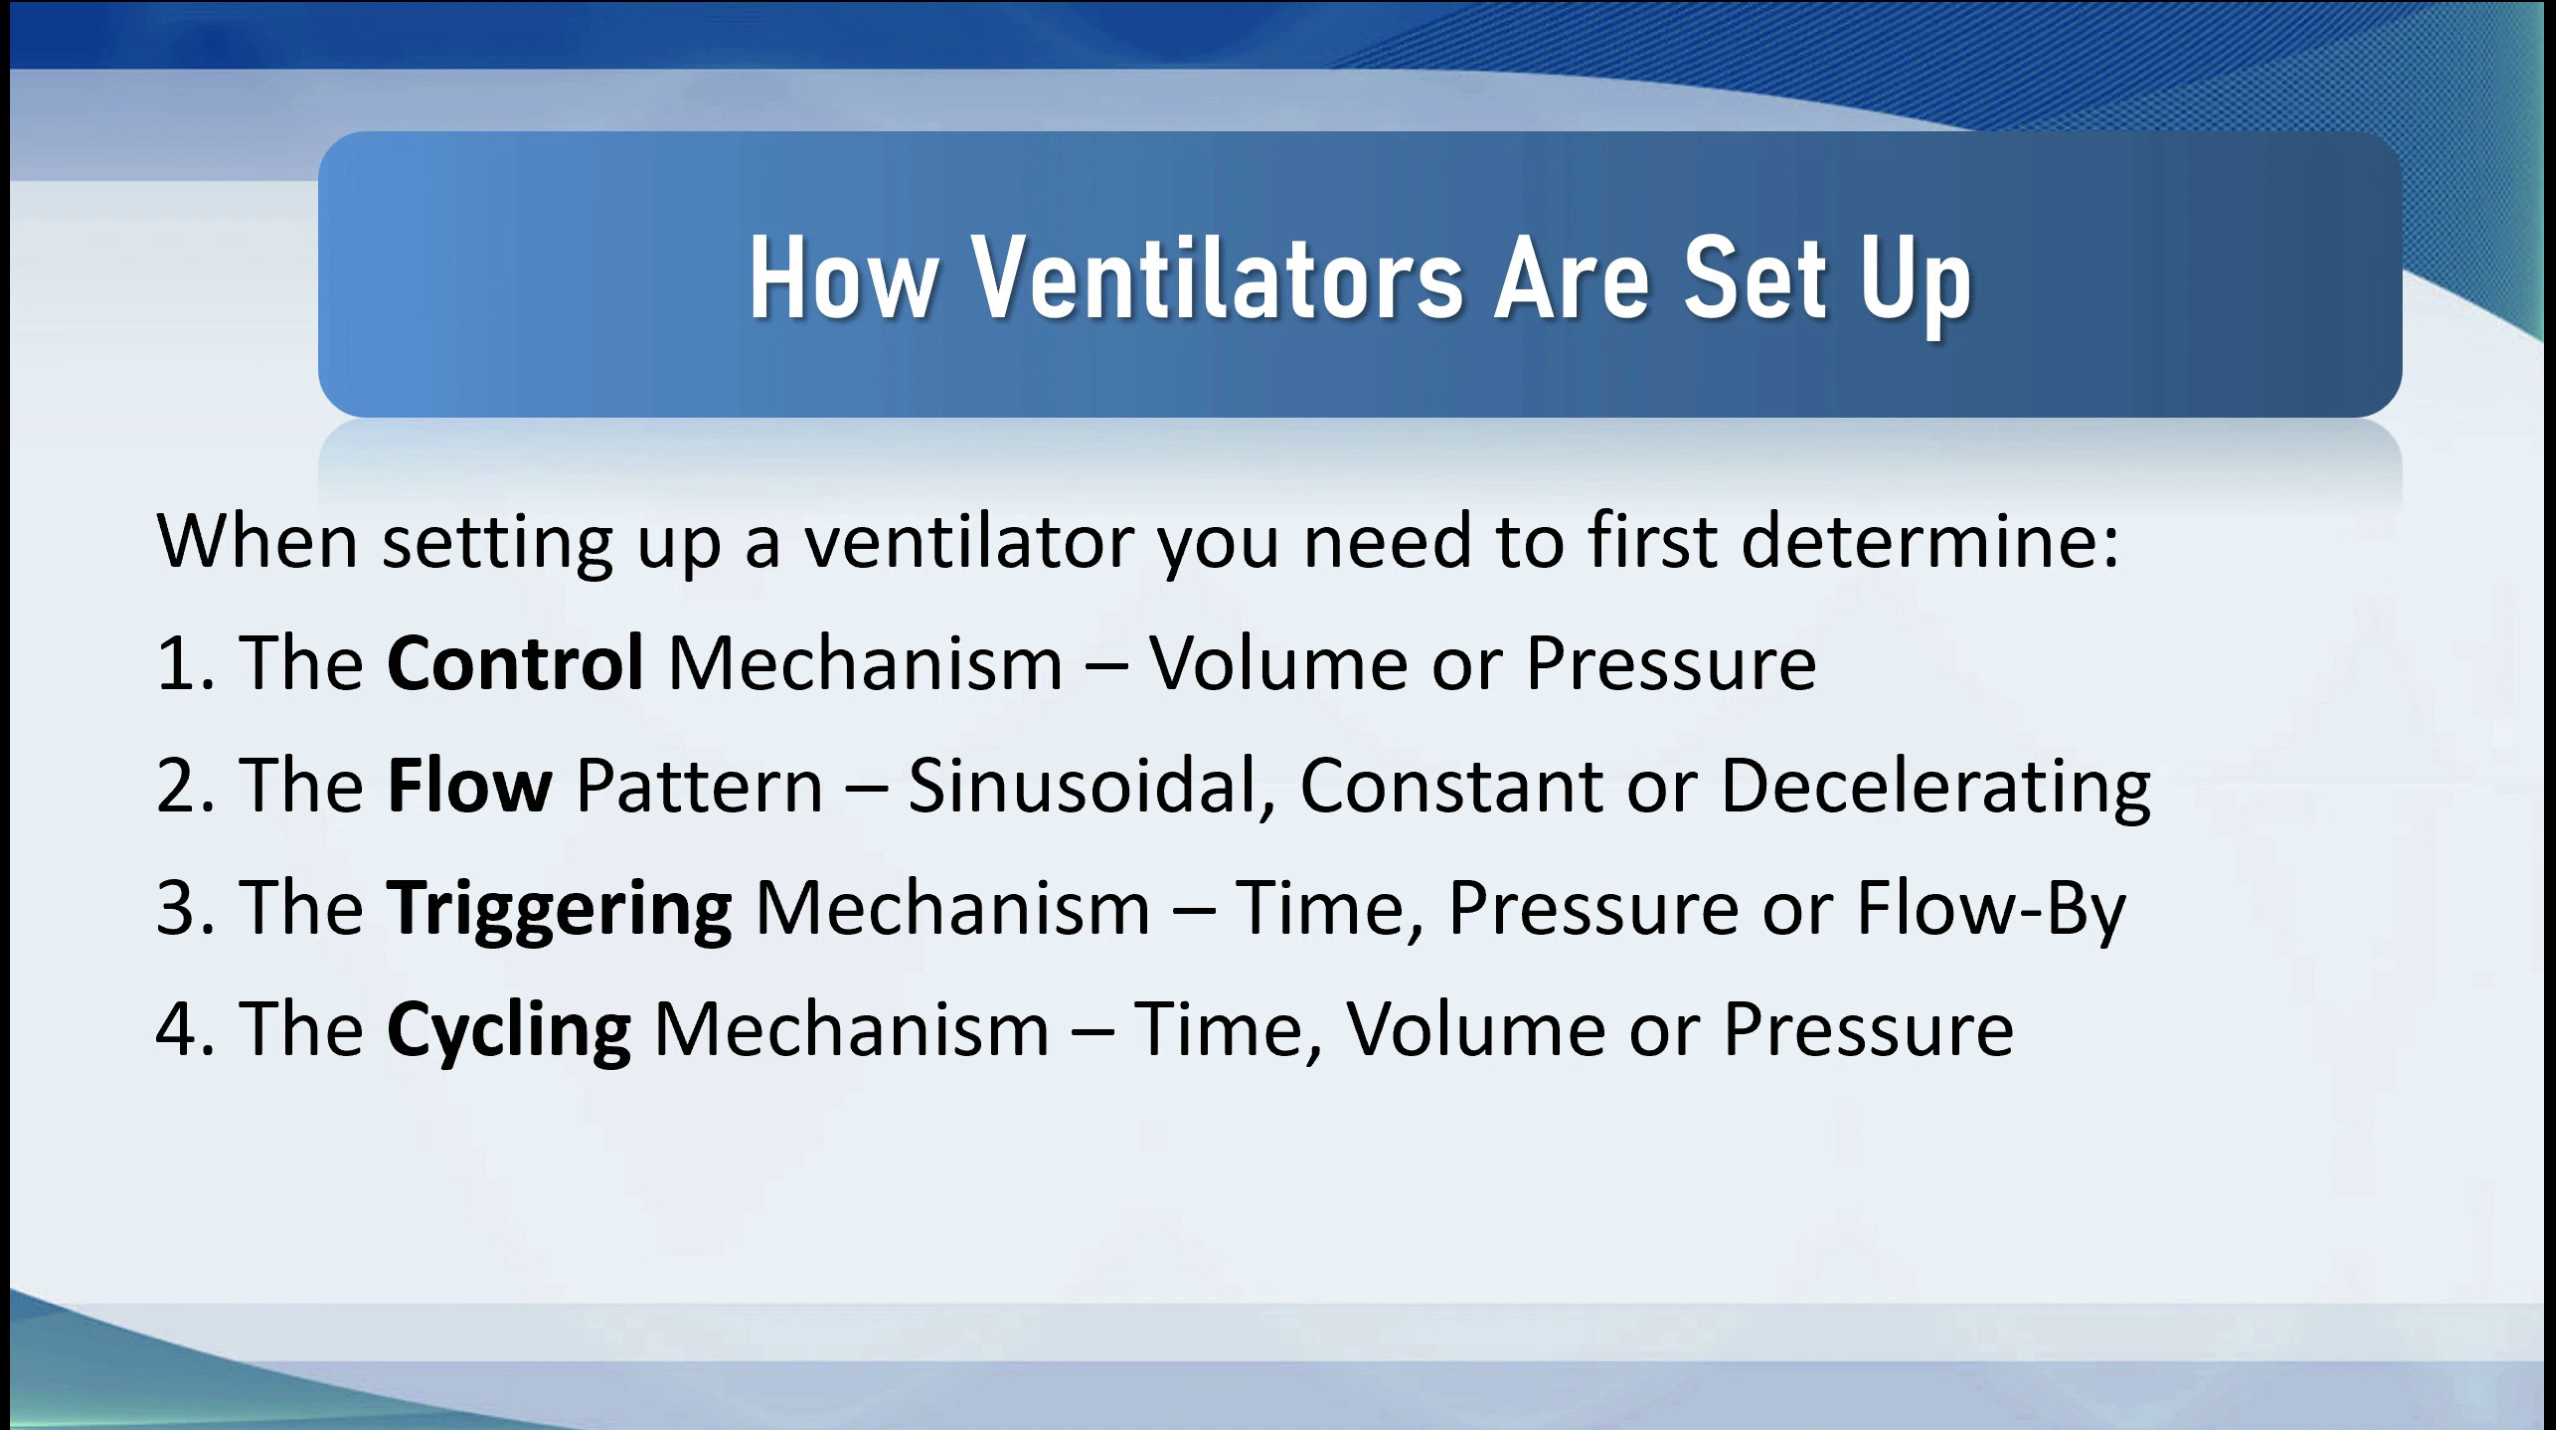 How Ventilators Are Set Up
When setting up a ventilator you need to first determine:
1. The Control Mechanism – Volume or Pressure
2. The Flow Pattern – Sinusoidal, Constant or Decelerating
3. The Triggering Mechanism – Time, Pressure or Flow-By
4. The Cycling Mechanism – Time, Volume or Pressure